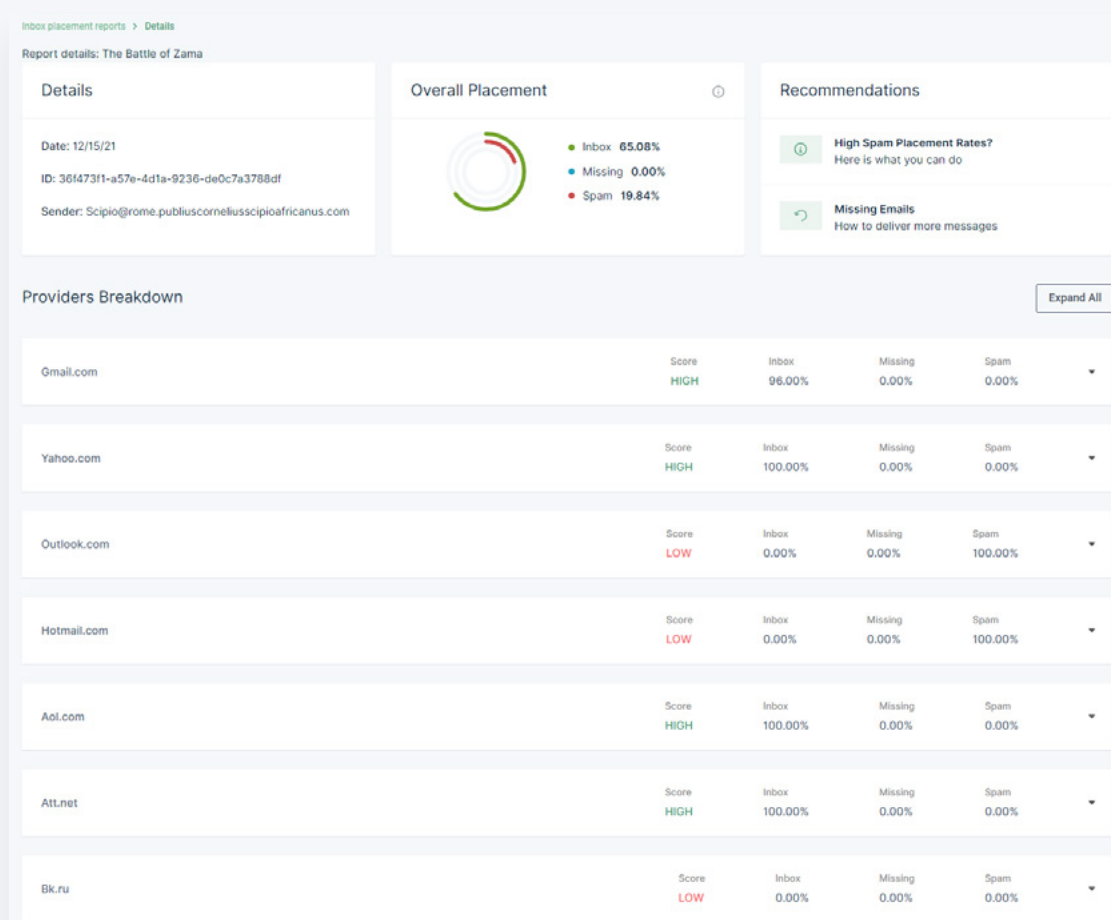 Inbox placement reports > Details
Report details: The Battle of Zama
Details
Date: 12/15/21
ID: 36f473f1-a57e-4d1a-9236-de0c7a3788df
Sender: Scipio@rome.publiuscorneliusscipioafricanus.com
Overall Placement
Inbox 65.08%
Missing 0.00%
Spam 19.84%
Recommendations
High Spam Placement Rates?
Here is what you can do
Missing Emails
How to deliver more messages
Providers Breakdown
Expand All
Score Inbox Missing Spam
Gmail.com HIGH 96.00% 0.00% 0.00%
Score Inbox Missing Spam
Yahoo.com HIGH 100.00% 0.00% 0.00%
Score Inbox Missing Spam
Outlook.com LOW 0.00% 0.00% 100.00%
Score Inbox Missing Spam
Hotmail.com LOW 0.00% 0.00% 100.00%
Score Inbox Missing Spam
Aol.com HIGH 100.00% 0.00% 0.00%
Score Inbox Missing Spam
Att.net HIGH 100.00% 0.00% 0.00%
Score Inbox Missing Spam
Bk.ru LOW 0.00% 0.00% 0.00%